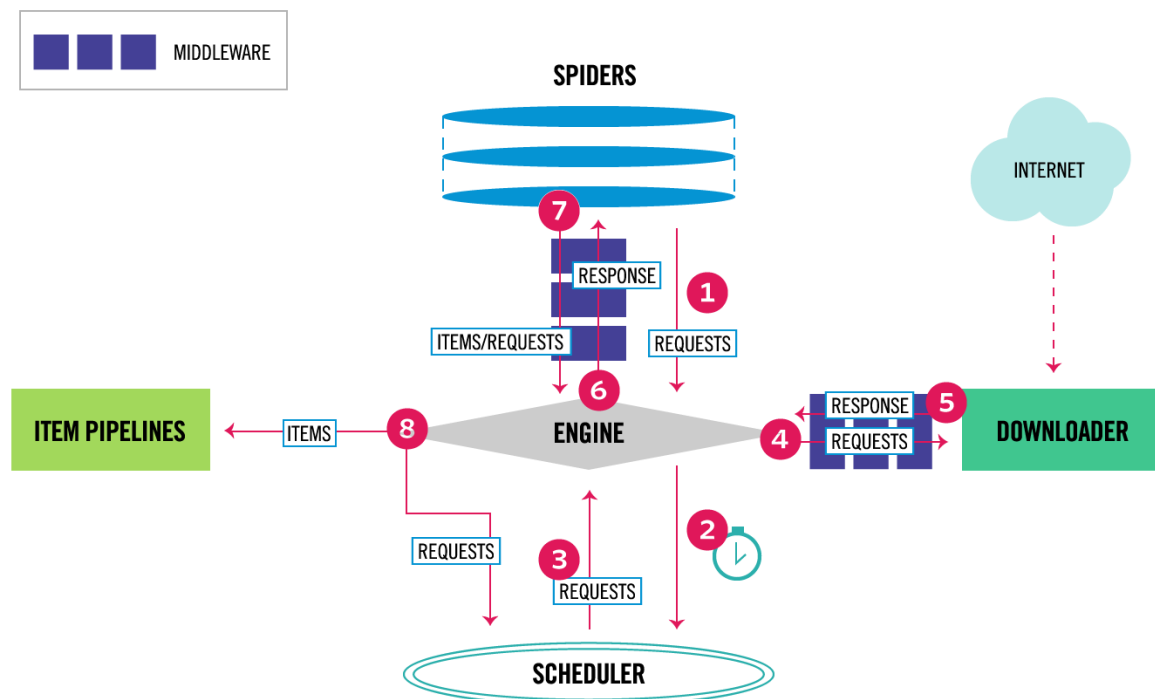 MIDDLEWARE
SPIDERS
INTERNET
7
RESPONSE
1
ITEMS/REQUESTS
REQUESTS
6
ITEM PIPELINES
ITEMS
8
ENGINE
4
RESPONSE
5
REQUESTS
DOWNLOADER
2
REQUESTS
3
REQUESTS
SCHEDULER